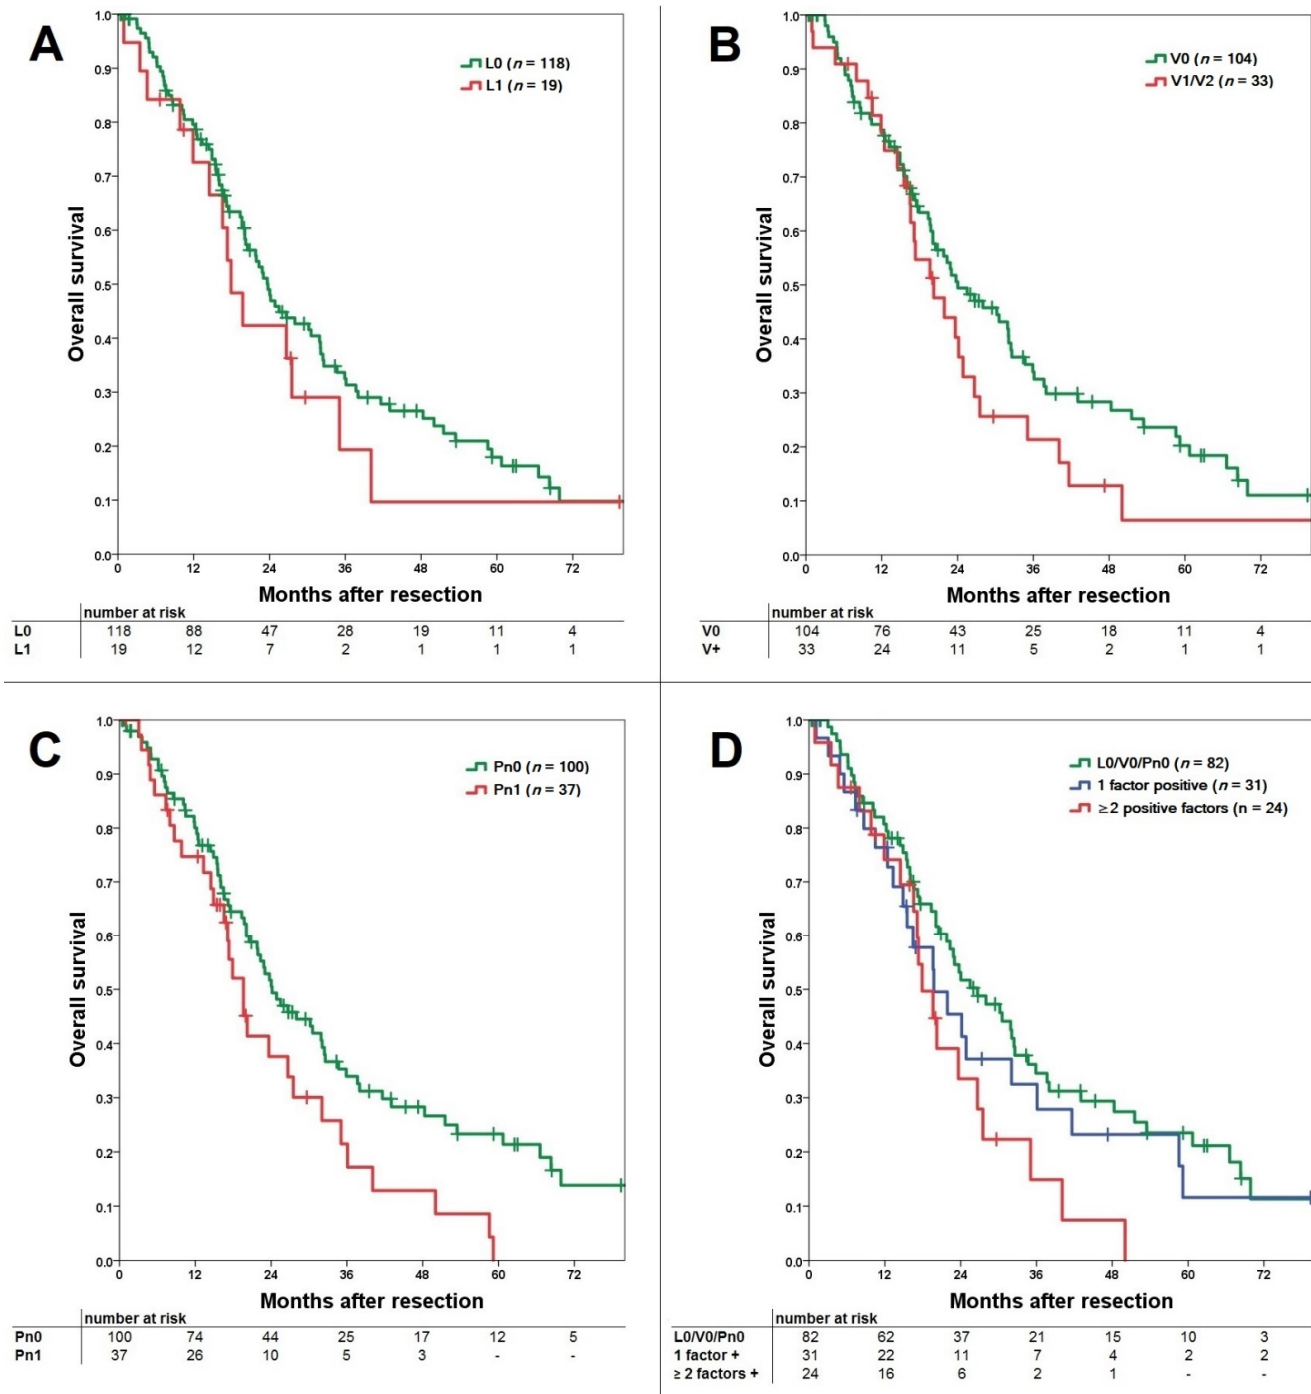 A
L0 (n = 118)
L1 (n = 19)
1.0
0.9
0.8
0.7
0.6
0.5
0.4
0.3
0.2
0.1
0.0
Overall survival
0 12 24 36 48 60 72
Months after resection
number at risk
L0 118 88 47 28 19 11 4
L1 19 12 7 2 1 1 1
B
V0 (n = 104)
V1/V2 (n = 33)
1.0
0.9
0.8
0.7
0.6
0.5
0.4
0.3
0.2
0.1
0.0
Overall survival
0 12 24 36 48 60 72
Months after resection
number at risk
V0 104 76 43 25 18 11 4
V+ 33 24 11 5 2 1 1
C
Pn0 (n = 100)
Pn1 (n = 37)
1.0
0.9
0.8
0.7
0.6
0.5
0.4
0.3
0.2
0.1
0.0
Overall survival
0 12 24 36 48 60 72
Months after resection
number at risk
Pn0 100 74 44 25 17 12 5
Pn1 37 26 10 5 3 - -
D
L0/V0/Pn0 (n = 82)
1 factor positive (n = 31)
≥2 positive factors (n = 24)
1.0
0.9
0.8
0.7
0.6
0.5
0.4
0.3
0.2
0.1
0.0
Overall survival
0 12 24 36 48 60 72
Months after resection
number at risk
L0/V0/Pn0 82 62 37 21 15 10 3
1 factor + 31 22 11 7 4 2 2
≥ 2 factors + 24 16 6 2 1 - -